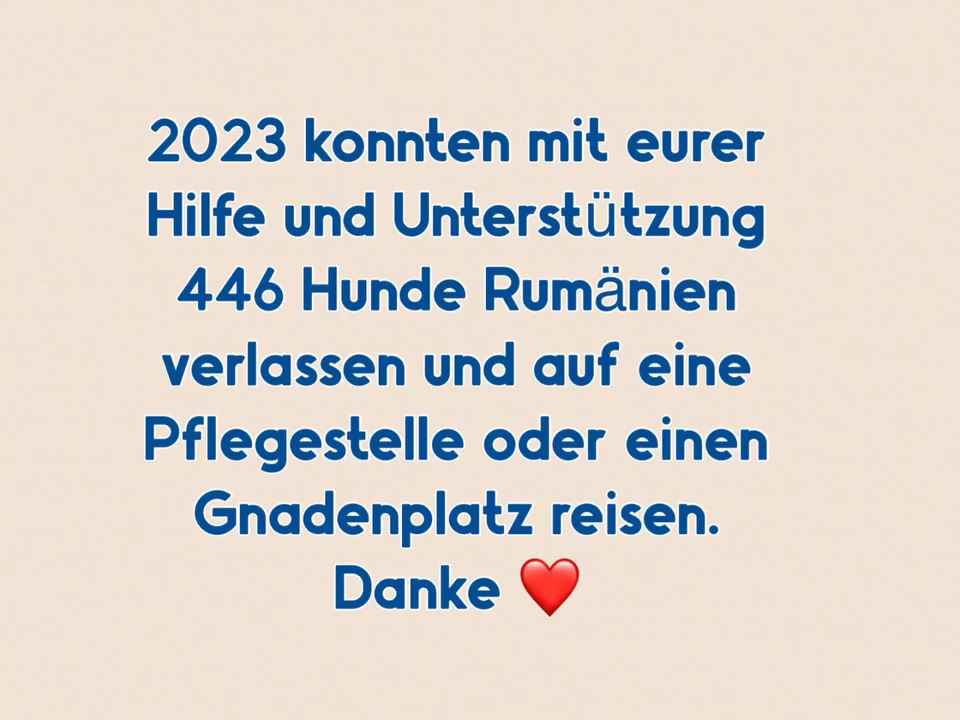 2023 konnten mit eurer
Hilfe und Unterstützung
446 Hunde Rumänien
verlassen und auf eine
Pflegestelle oder einen
Gnadenplatz reisen.
Danke ❤️